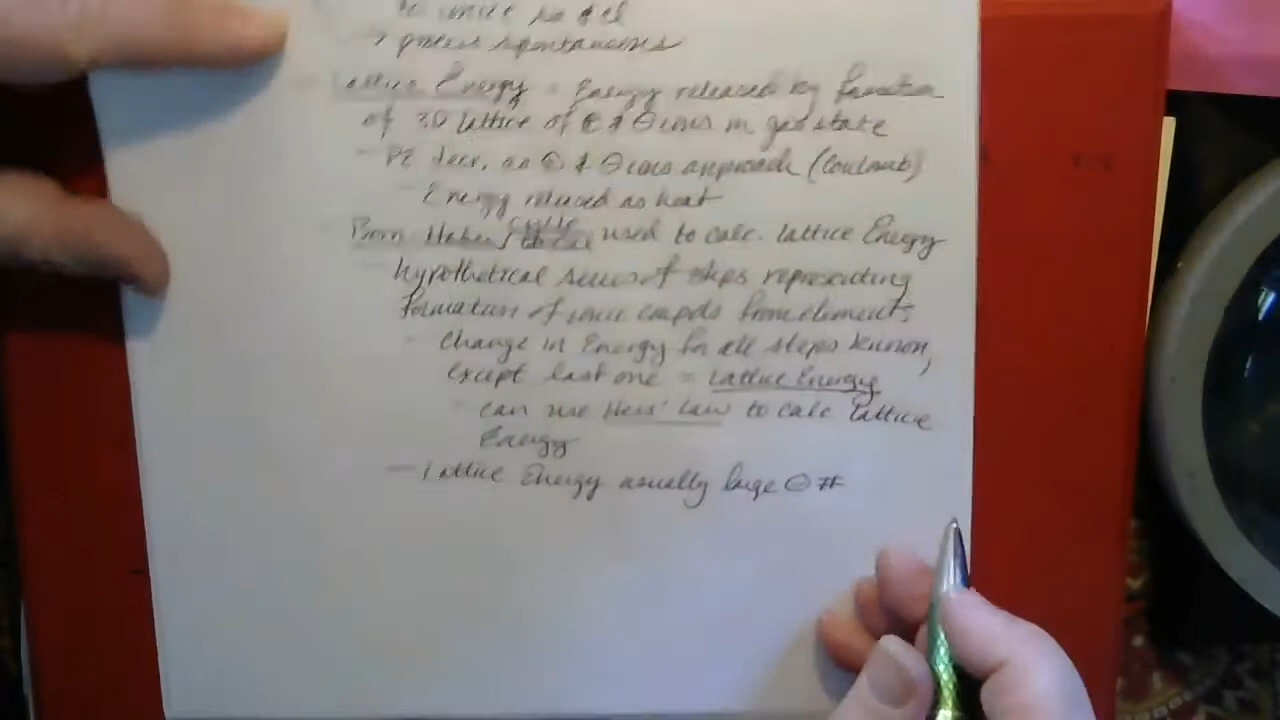 → process spontaneous
Lattice Energy = Energy released by formation
of 3D lattice of ⊕ & ⊖ ions in gas state
- PE decr. as ⊕ & ⊖ ions approach (Coulomb)
- Energy released as heat
Born Haber Cycle used to calc. Lattice Energy
- hypothetical series of steps representing
formation of ionic compds from elements
- Change in Energy for all steps known,
except last one = Lattice Energy
- can use Hess' Law to calc lattice
Energy
- Lattice Energy usually large ⊖ #